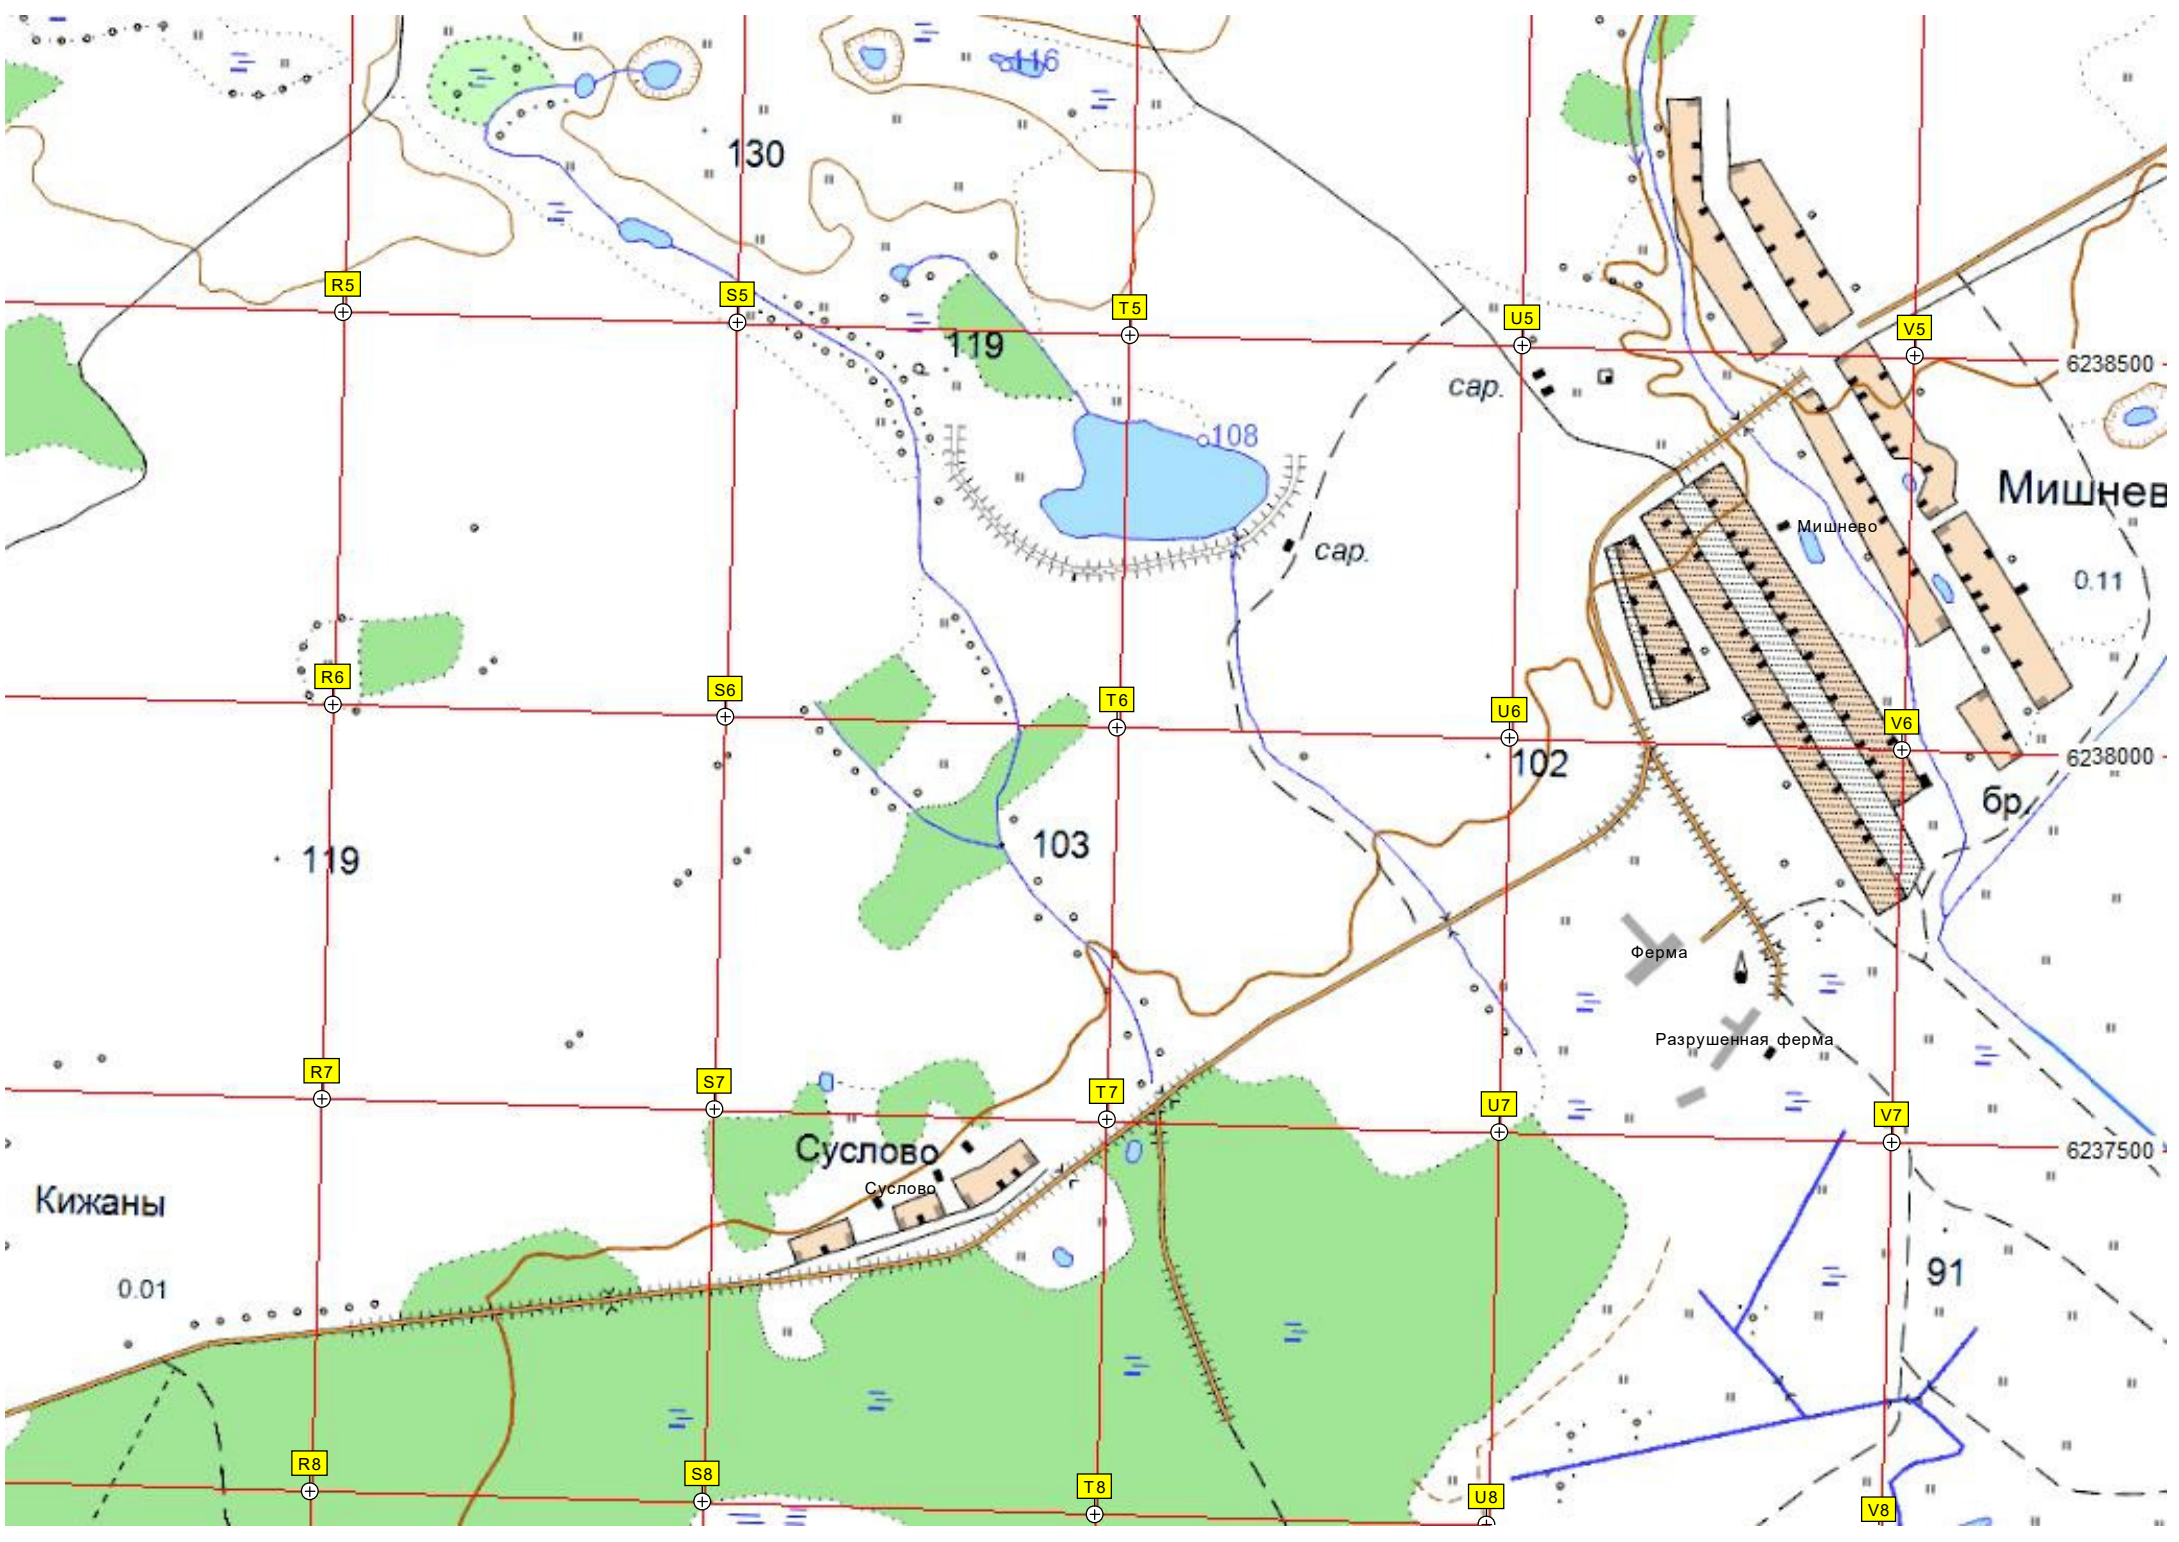 116
130
R5
S5
T5
U5
V5
119
6238500
сар.
108
Мишнев
Мишнево
сар.
0.11
R6
S6
T6
U6
V6
102
6238000
бр.
103
119
Ферма
Разрушенная ферма
R7
S7
T7
U7
V7
6237500
Суслово
Суслово
Кижаны
0.01
91
R8
S8
T8
U8
V8